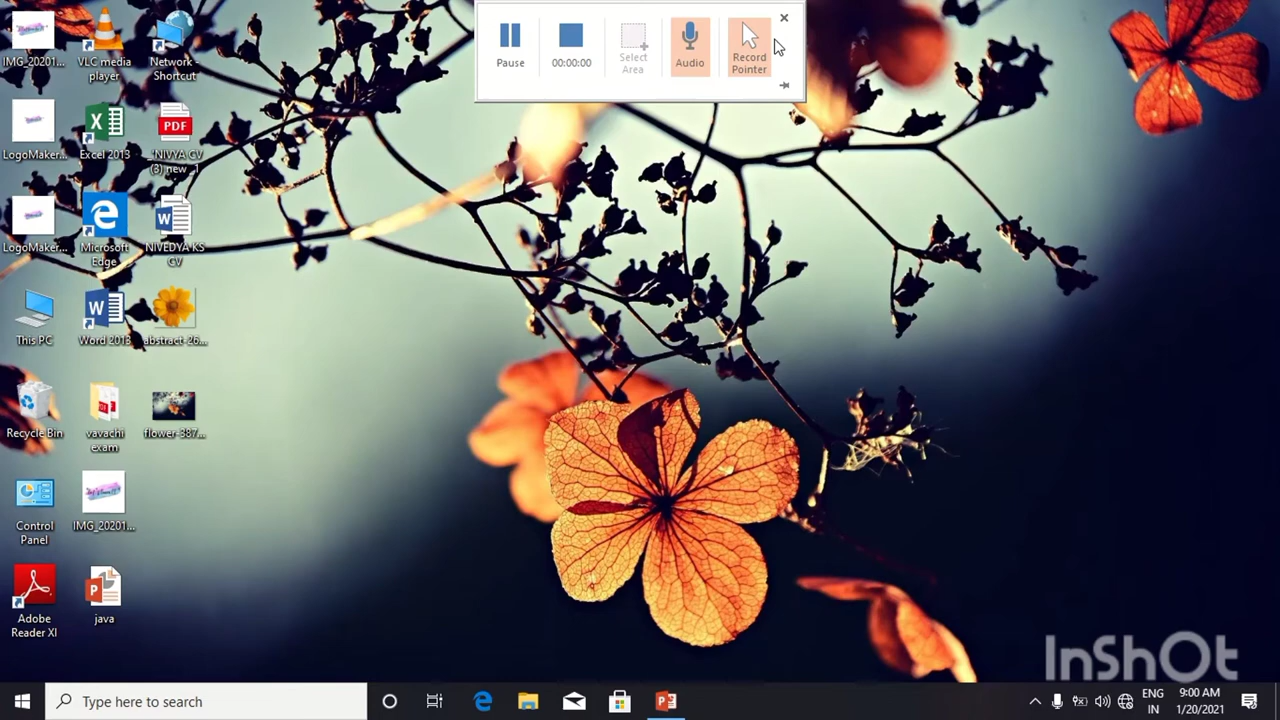 IMG_20201...
VLC media
player
Network -
Shortcut
LogoMaker...
Excel 2013
PDF
_NIVYA CV
(3) new _1
LogoMaker...
Microsoft
Edge
NIVEDYA KS
CV
This PC
Word 2013
abstract-26...
Recycle Bin
vavachi
exam
flower-387...
Control
Panel
IMG_20201...
Adobe
Reader XI
java
Pause
00:00:00
Select
Area
Audio
Record
Pointer
InShOt
Type here to search
ENG
IN
9:00 AM
1/20/2021